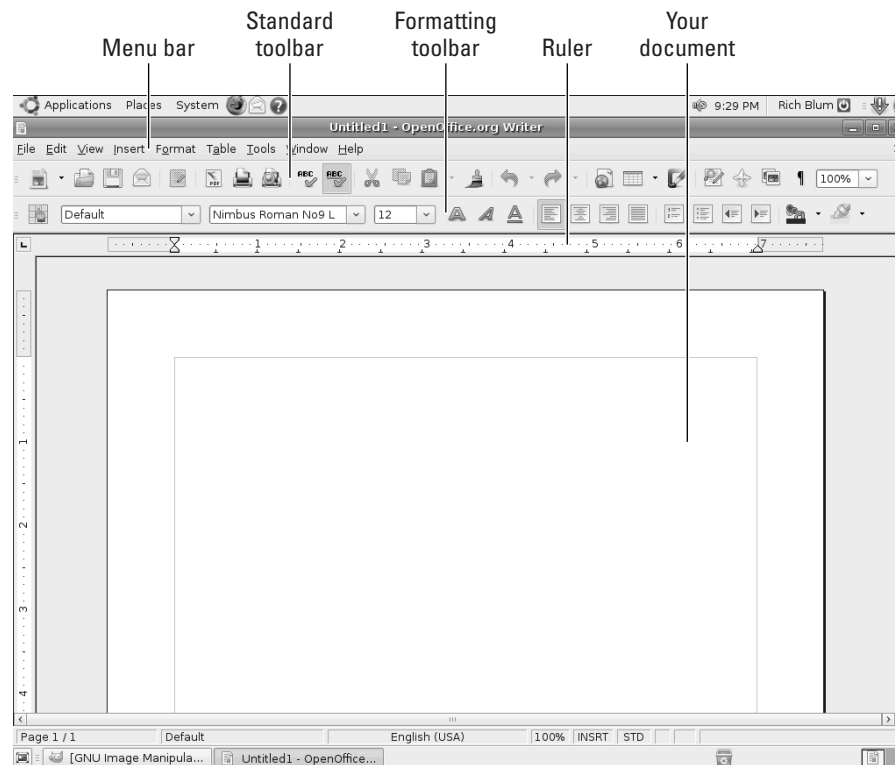 Standard Formatting Your
Menu bar toolbar toolbar Ruler document
Applications Places System 9:29 PM Rich Blum
Untitled1 - OpenOffice.org Writer
File Edit View Insert Format Table Tools Window Help
PDF ABC ABC 100%
Default Nimbus Roman No9 L 12 A A A
1 2 3 4 5 6 7
1
2
3
4
Page 1 / 1 Default English (USA) 100% INSRT STD
[GNU Image Manipula... Untitled1 - OpenOffice...